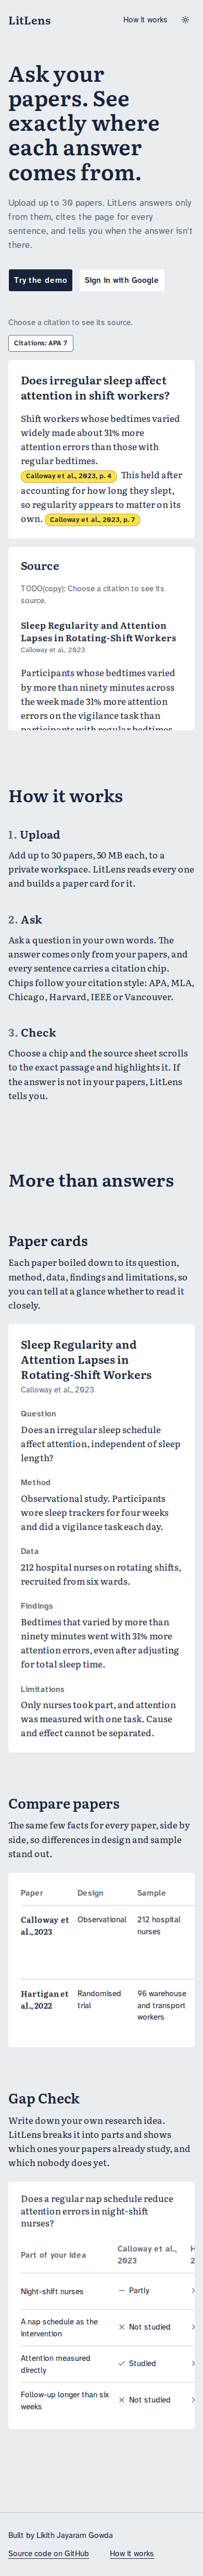 LitLens
How it works
Ask your
papers. See
exactly where
each answer
comes from.
Upload up to 30 papers. LitLens answers only
from them, cites the page for every
sentence, and tells you when the answer isn't
there.
Try the demo
Sign in with Google
Choose a citation to see its source.
Citations: APA 7
Does irregular sleep affect
attention in shift workers?
Shift workers whose bedtimes varied
widely made about 31% more
attention errors than those with
regular bedtimes.
Calloway et al., 2023, p. 4 This held after
accounting for how long they slept,
so regularity appears to matter on its
own. Calloway et al., 2023, p. 7
Source
TODO(copy): Choose a citation to see its
source.
Sleep Regularity and Attention
Lapses in Rotating-Shift Workers
Calloway et al., 2023
Participants whose bedtimes varied
by more than ninety minutes across
the week made 31% more attention
errors on the vigilance task than
participants with regular bedtimes.
How it works
1. Upload
Add up to 30 papers, 50 MB each, to a
private workspace. LitLens reads every one
and builds a paper card for it.
2. Ask
Ask a question in your own words. The
answer comes only from your papers, and
every sentence carries a citation chip.
Chips follow your citation style: APA, MLA,
Chicago, Harvard, IEEE or Vancouver.
3. Check
Choose a chip and the source sheet scrolls
to the exact passage and highlights it. If
the answer is not in your papers, LitLens
tells you.
More than answers
Paper cards
Each paper boiled down to its question,
method, data, findings and limitations, so
you can tell at a glance whether to read it
closely.
Sleep Regularity and
Attention Lapses in
Rotating-Shift Workers
Calloway et al., 2023
Question
Does an irregular sleep schedule
affect attention, independent of sleep
length?
Method
Observational study. Participants
wore sleep trackers for four weeks
and did a vigilance task each day.
Data
212 hospital nurses on rotating shifts,
recruited from six wards.
Findings
Bedtimes that varied by more than
ninety minutes went with 31% more
attention errors, even after adjusting
for total sleep time.
Limitations
Only nurses took part, and attention
was measured with one task. Cause
and effect cannot be separated.
Compare papers
The same few facts for every paper, side by
side, so differences in design and sample
stand out.
Paper Design Sample
Calloway et al., 2023 Observational 212 hospital nurses
Hartigan et al., 2022 Randomised trial 96 warehouse and transport workers
Gap Check
Write down your own research idea.
LitLens breaks it into parts and shows
which ones your papers already study, and
which nobody does yet.
Does a regular nap schedule reduce
attention errors in night-shift
nurses?
Part of your idea Calloway et al., 2023
Night-shift nurses Partly
A nap schedule as the intervention Not studied
Attention measured directly Studied
Follow-up longer than six weeks Not studied
Built by Likith Jayaram Gowda
Source code on GitHub How it works